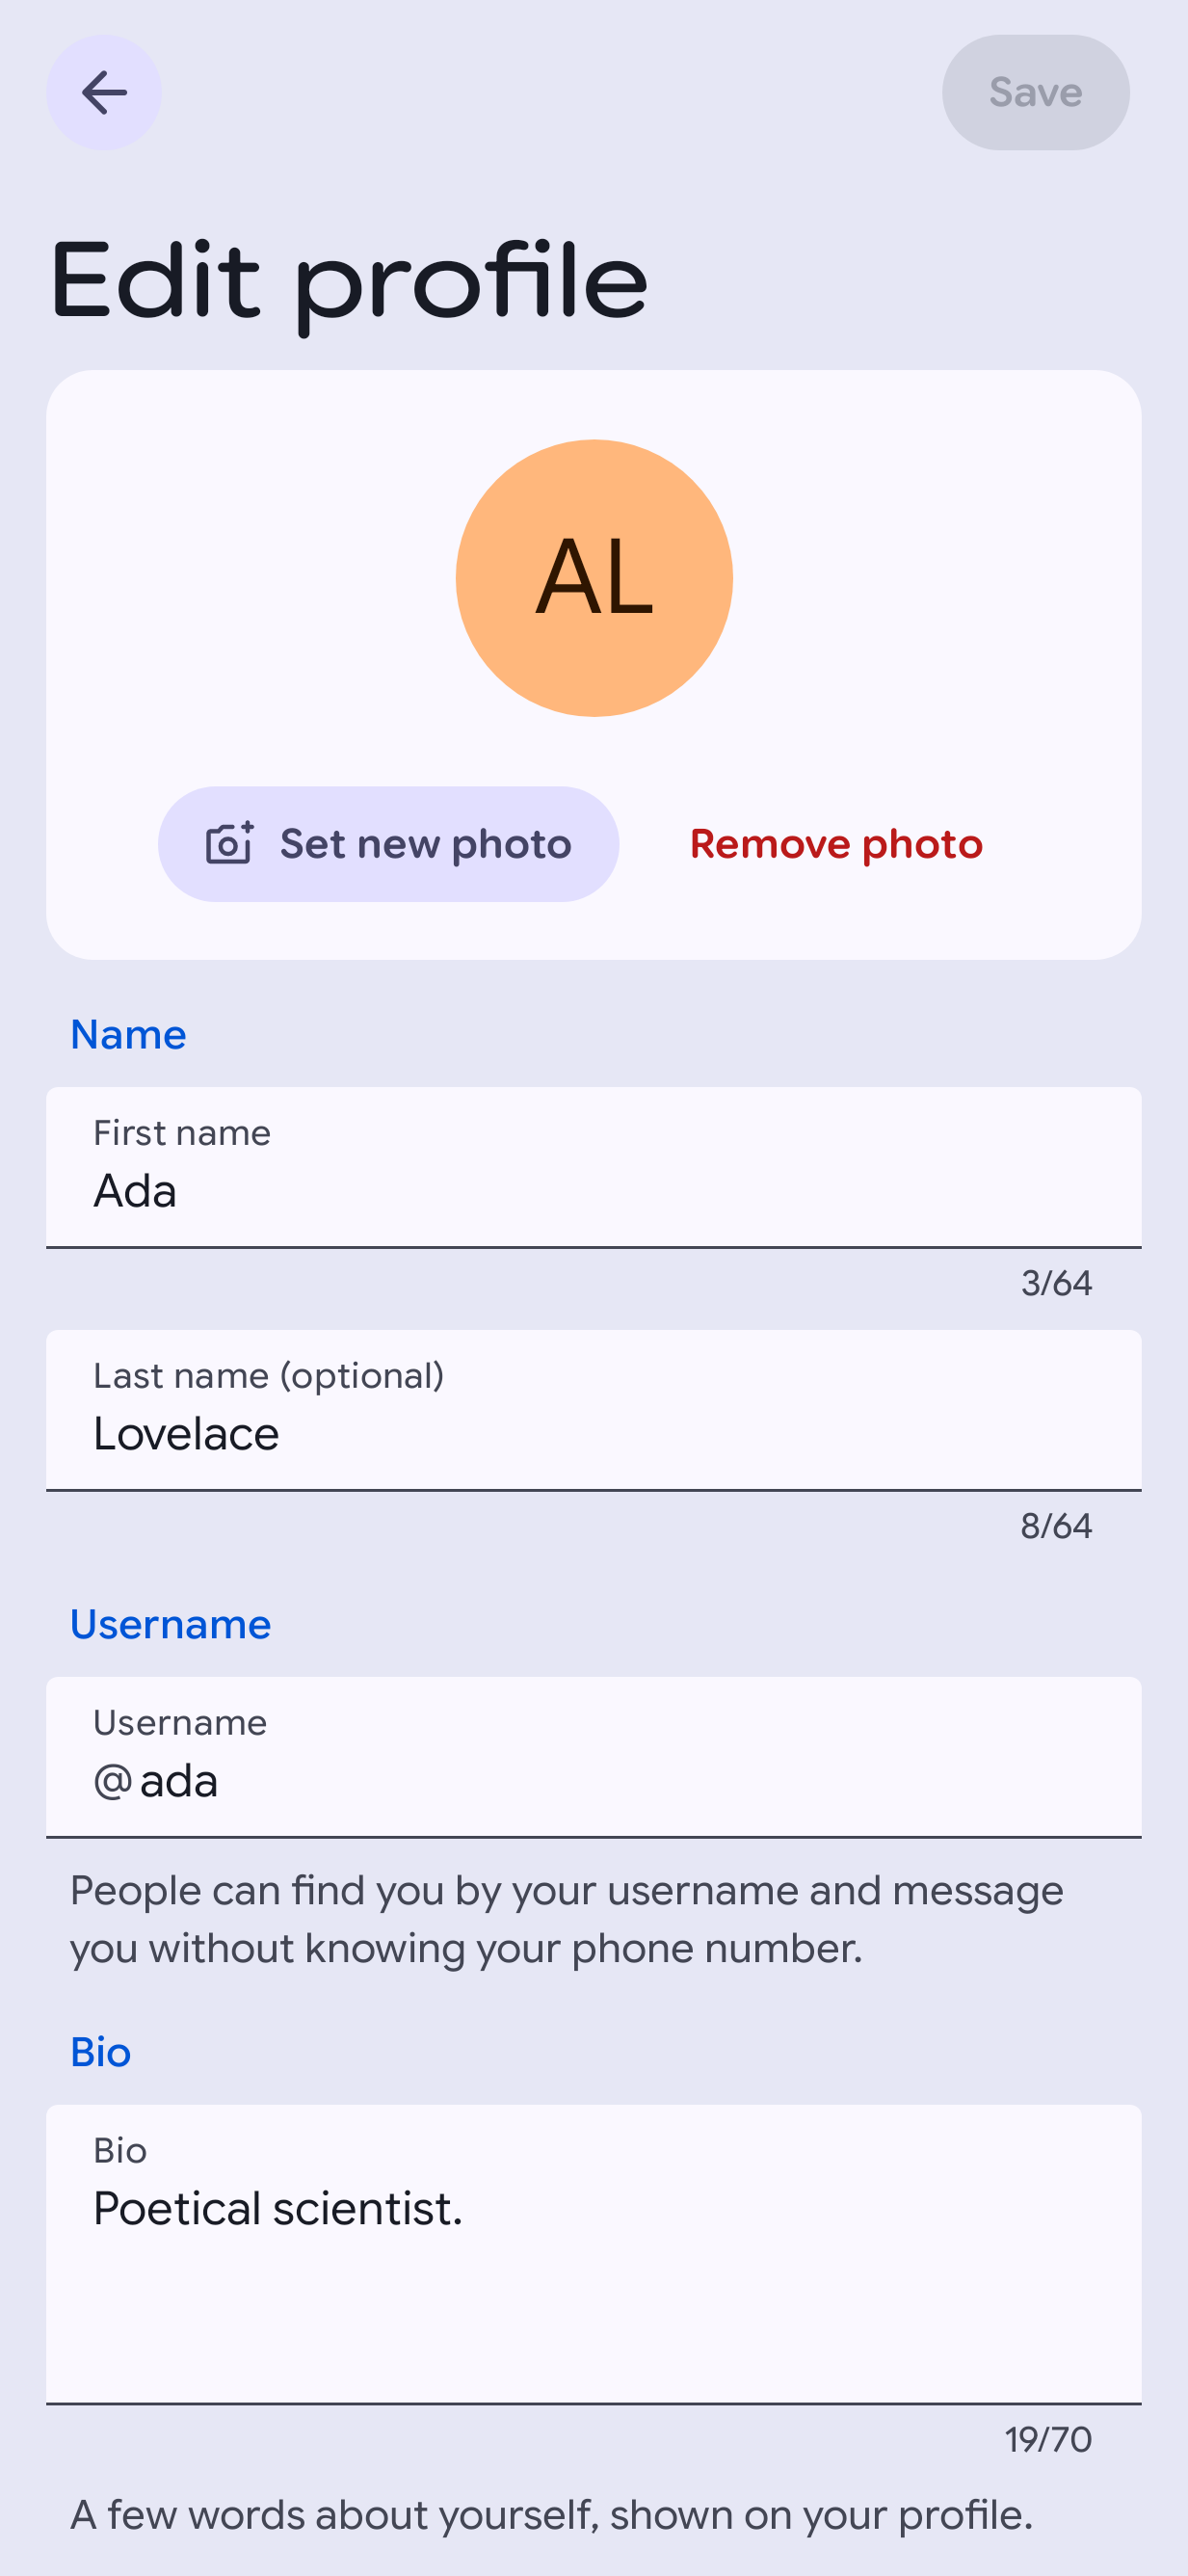 Save
Edit profile
AL
Set new photo
Remove photo
Name
First name
Ada
3/64
Last name (optional)
Lovelace
8/64
Username
Username
@ada
People can find you by your username and message
you without knowing your phone number.
Bio
Bio
Poetical scientist.
19/70
A few words about yourself, shown on your profile.